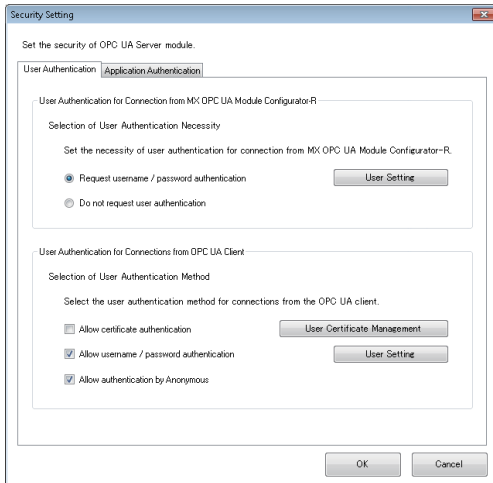 Security Setting
Set the security of OPC UA Server module.
User Authentication
Application Authentication
User Authentication for Connection from MX OPC UA Module Configurator-R
Selection of User Authentication Necessity
Set the necessity of user authentication for connection from MX OPC UA Module Configurator-R.
Request username / password authentication
User Setting
Do not request user authentication
User Authentication for Connections from OPC UA Client
Selection of User Authentication Method
Select the user authentication method for connections from the OPC UA client.
Allow certificate authentication
User Certificate Management
Allow username / password authentication
User Setting
Allow authentication by Anonymous
OK
Cancel